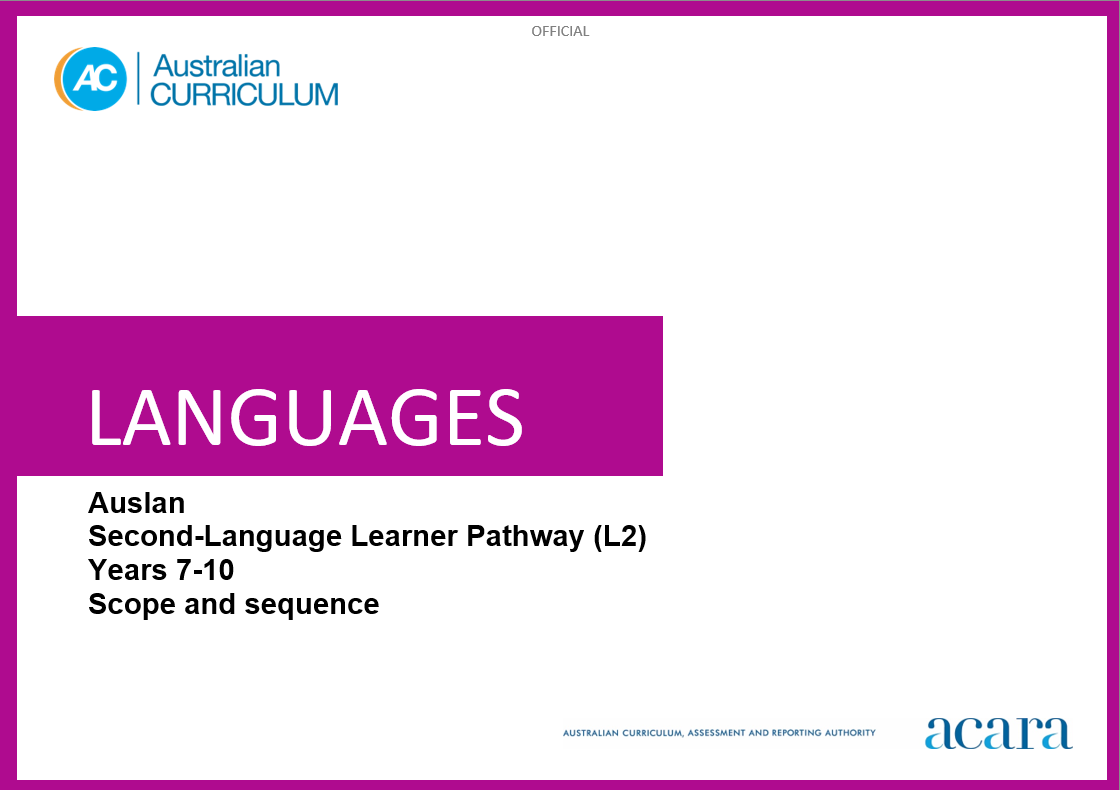 OFFICIAL
AC
Australian
CURRICULUM
LANGUAGES
Auslan
Second-Language Learner Pathway (L2)
Years 7-10
Scope and sequence
AUSTRALIAN CURRICULUM, ASSESSMENT AND REPORTING AUTHORITY
acara